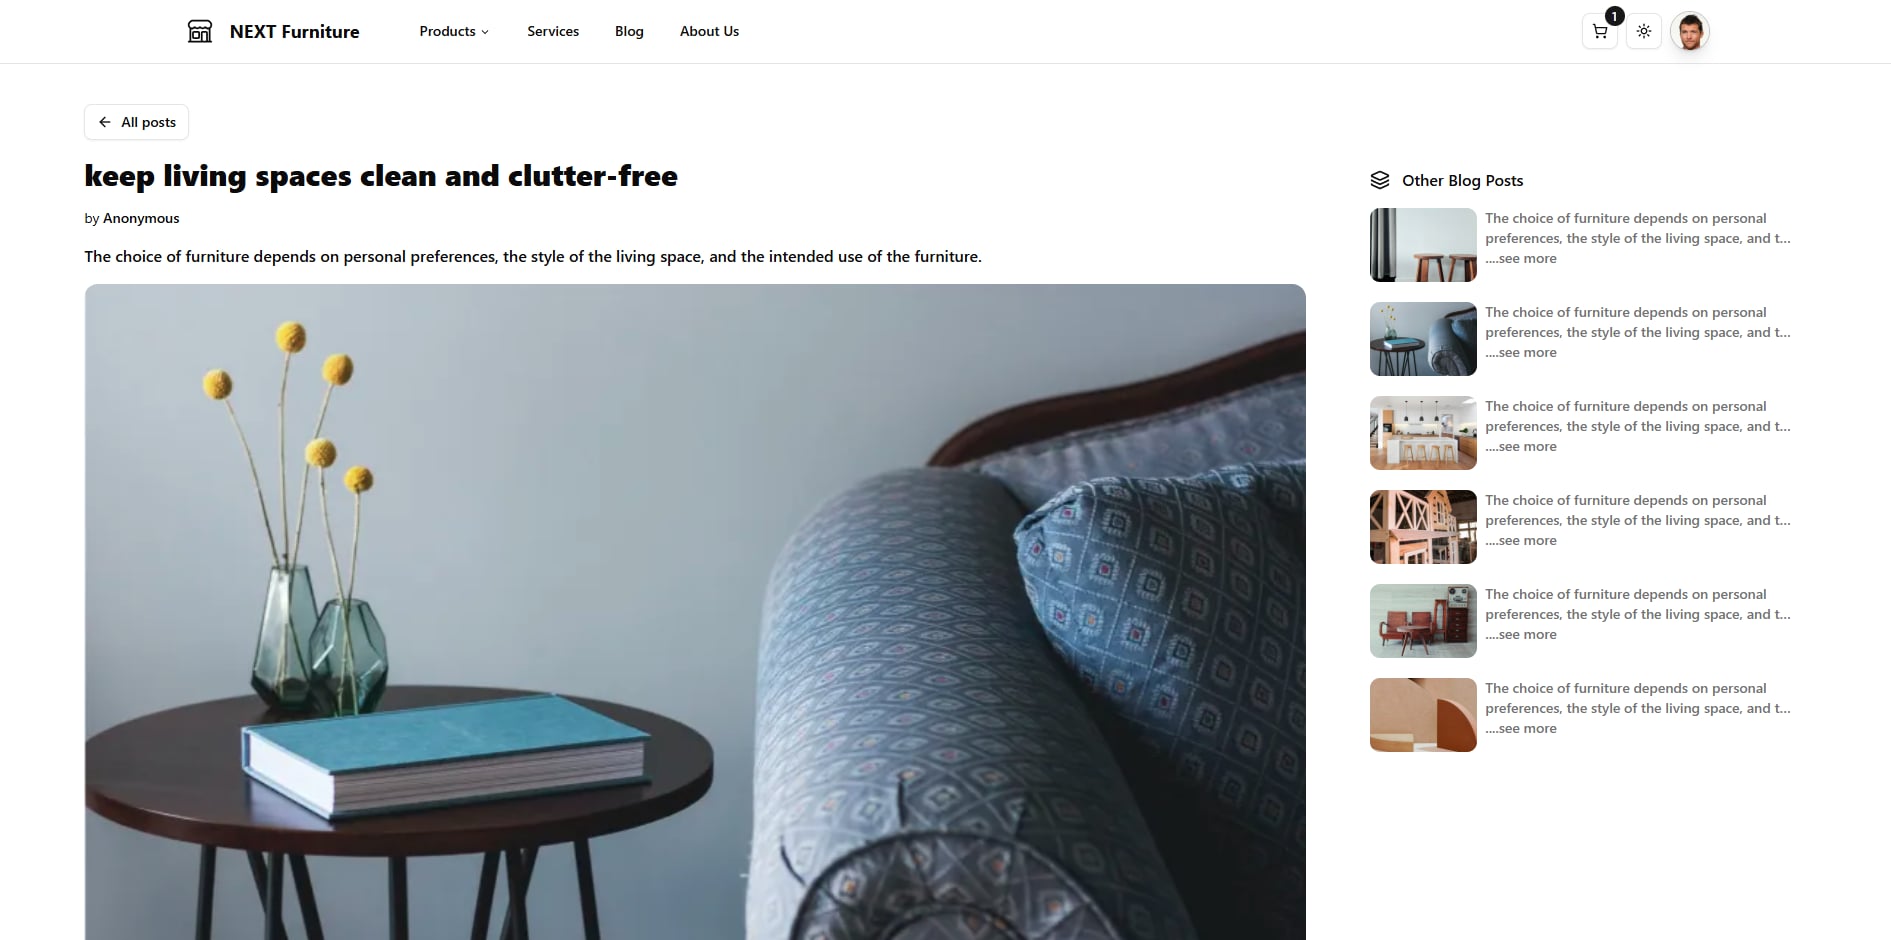 NEXT Furniture
Products
Services
Blog
About Us
1
All posts
keep living spaces clean and clutter-free
by Anonymous
The choice of furniture depends on personal preferences, the style of the living space, and the intended use of the furniture.
Other Blog Posts
The choice of furniture depends on personal
preferences, the style of the living space, and t...
....see more
The choice of furniture depends on personal
preferences, the style of the living space, and t...
....see more
The choice of furniture depends on personal
preferences, the style of the living space, and t...
....see more
The choice of furniture depends on personal
preferences, the style of the living space, and t...
....see more
The choice of furniture depends on personal
preferences, the style of the living space, and t...
....see more
The choice of furniture depends on personal
preferences, the style of the living space, and t...
....see more